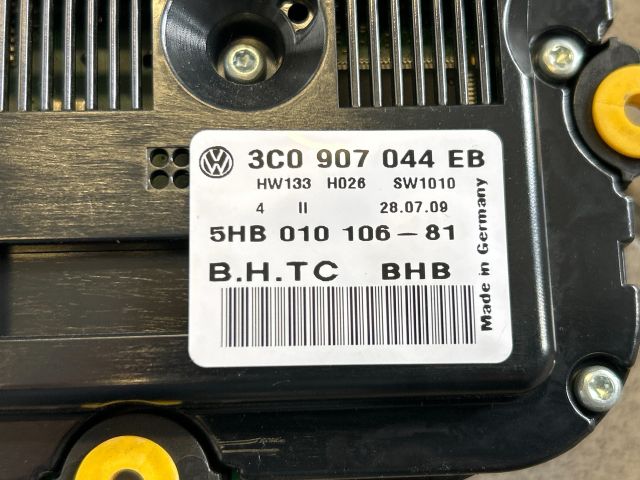 3C0 907 044 EB
HW133 H026 SW1010
4 II 28.07.09
5HB 010 106-81
B.H.TC BHB
Made in Germany